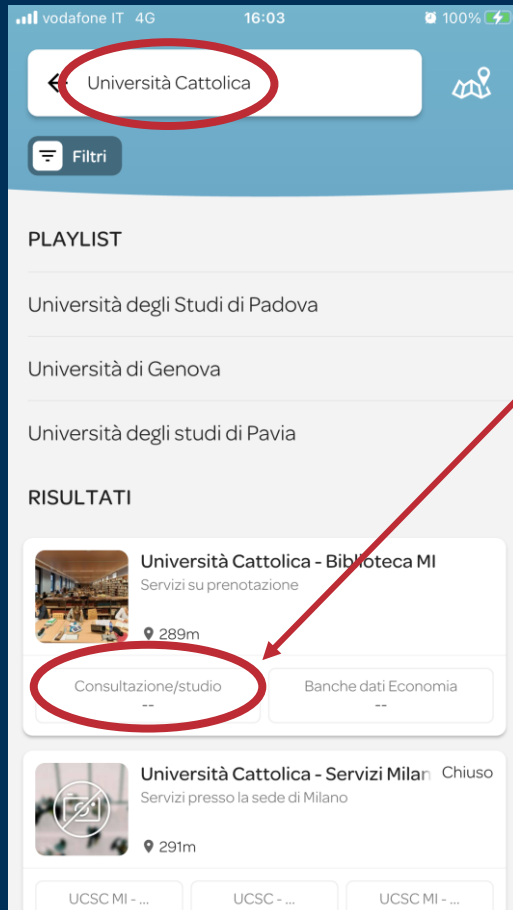 vodafone IT 4G 16:03 100%
Università Cattolica
Filtri
PLAYLIST
Università degli Studi di Padova
Università di Genova
Università degli studi di Pavia
RISULTATI
Università Cattolica - Biblioteca MI
Servizi su prenotazione
289m
Consultazione/studio Banche dati Economia
-- --
Università Cattolica - Servizi Milan Chiuso
Servizi presso la sede di Milano
291m
UCSC MI - ... UCSC - ... UCSC MI - ...